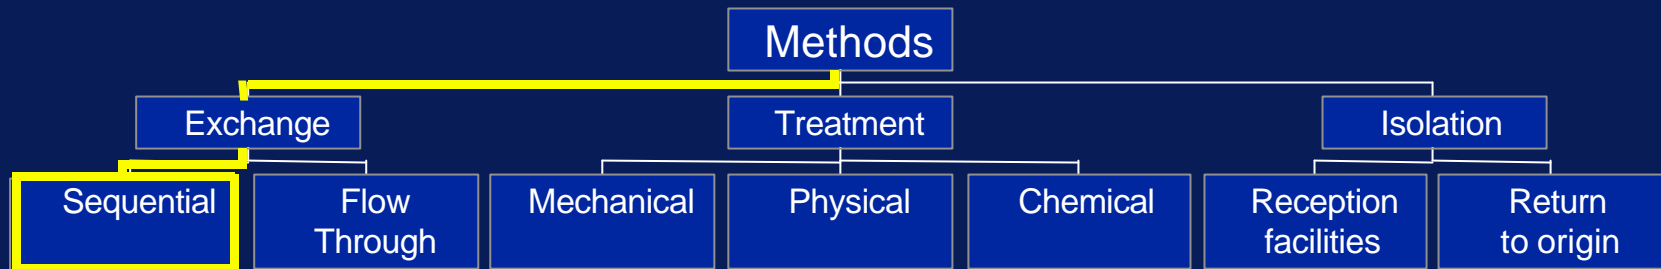 Methods
Exchange
Treatment
Isolation
Sequential
Flow
Through
Mechanical
Physical
Chemical
Reception
facilities
Return
to origin